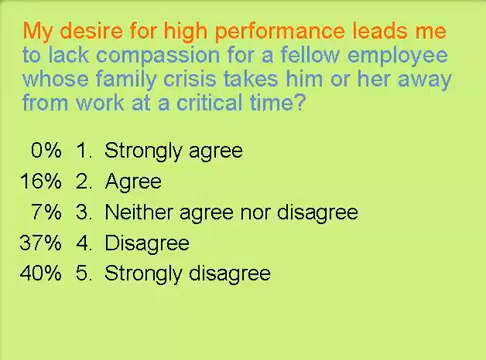 My desire for high performance leads me
to lack compassion for a fellow employee
whose family crisis takes him or her away
from work at a critical time?
0% 1. Strongly agree
16% 2. Agree
7% 3. Neither agree nor disagree
37% 4. Disagree
40% 5. Strongly disagree